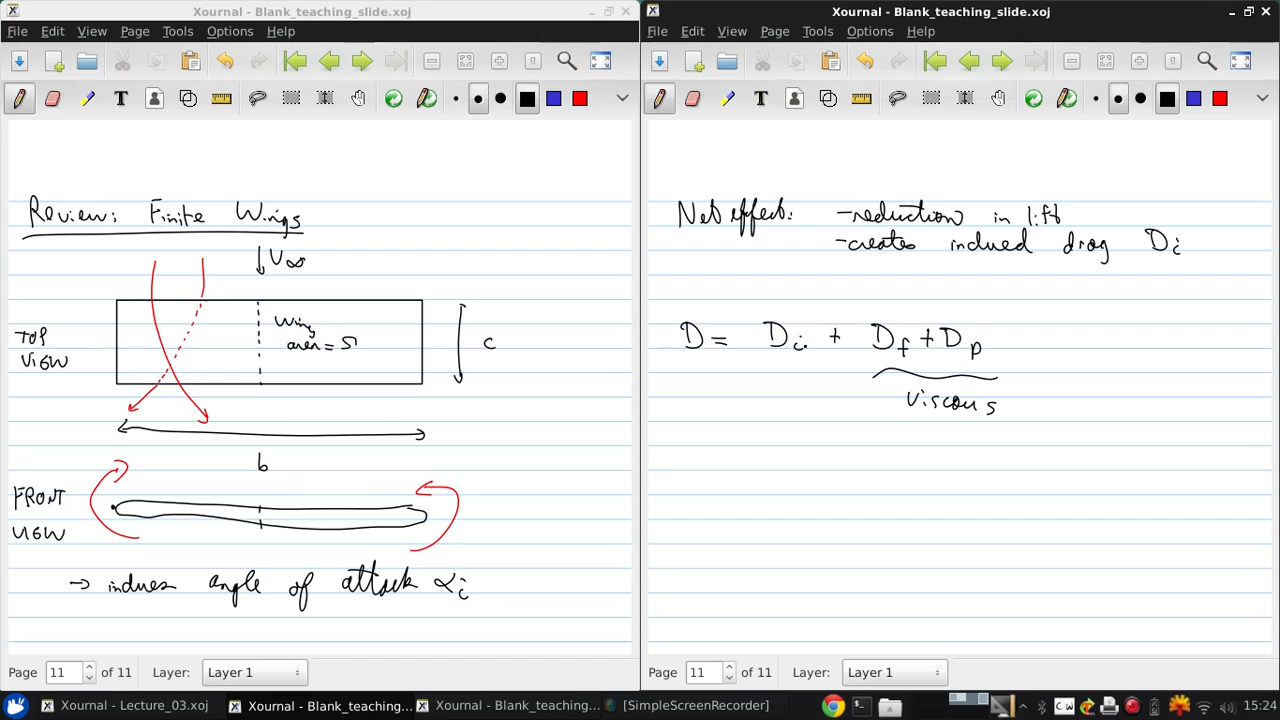 Xournal - Blank_teaching_slide.xoj
File Edit View Page Tools Options Help
Review: Finite Wings
V∞
TOP VIEW
Wing area = S
c
b
FRONT VIEW
→ induces angle of attack αi
Page 11 of 11 Layer: Layer 1
Xournal - Blank_teaching_slide.xoj
File Edit View Page Tools Options Help
Net effect: -reduction in lift
-creates induced drag Di
D = Di + Df + Dp
viscous
Page 11 of 11 Layer: Layer 1
Xournal - Lecture_03.xoj Xournal - Blank_teaching_... Xournal - Blank_teaching_... [SimpleScreenRecorder] 15:24